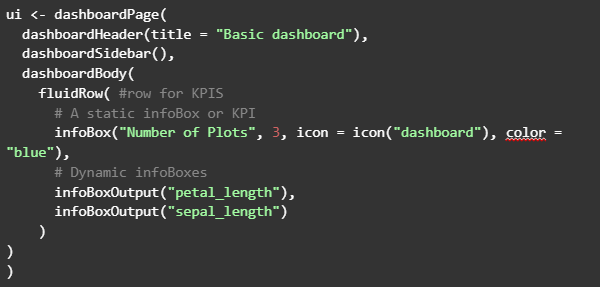 ui <- dashboardPage(
  dashboardHeader(title = "Basic dashboard"),
  dashboardSidebar(),
  dashboardBody(
    fluidRow( #row for KPIS
      # A static infoBox or KPI
      infoBox("Number of Plots", 3, icon = icon("dashboard"), color =
"blue"),
      # Dynamic infoBoxes
      infoBoxOutput("petal_length"),
      infoBoxOutput("sepal_length")
    )
)
)